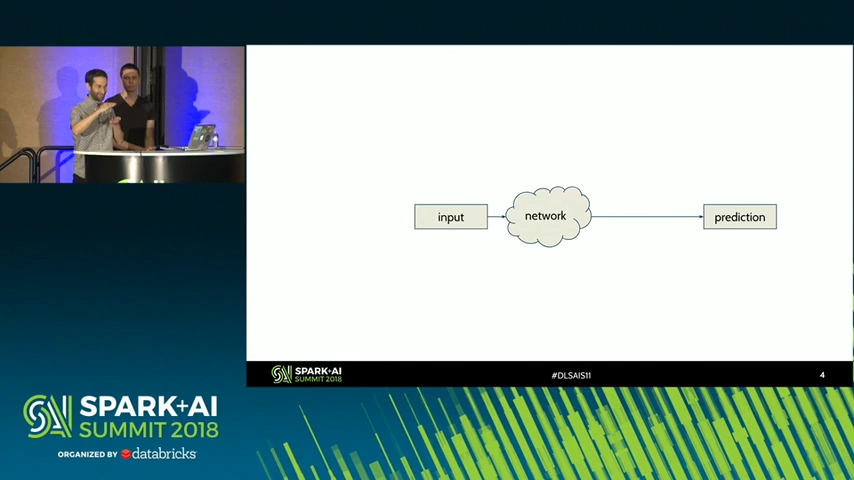 input
network
prediction
SPARK+AI
SUMMIT 2018
#DLSAIS11
4
SPARK+AI
SUMMIT 2018
ORGANIZED BY databricks